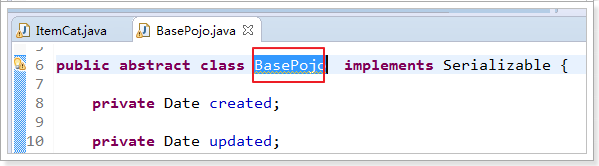 ItemCat.java
BasePojo.java
5
6 public abstract class BasePojo implements Serializable {
7
8 private Date created;
9
10 private Date updated;